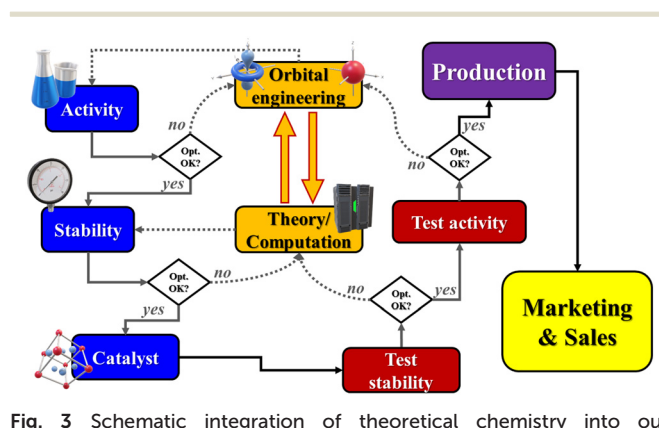 Orbital
engineering
Production
Activity
no
Opt.
OK?
yes
yes
Opt.
OK?
no
Stability
Theory/
Computation
Test activity
Opt.
OK?
no
yes
no
Opt.
OK?
yes
Marketing
& Sales
Catalyst
Test
stability
Fig. 3 Schematic integration of theoretical chemistry into ou